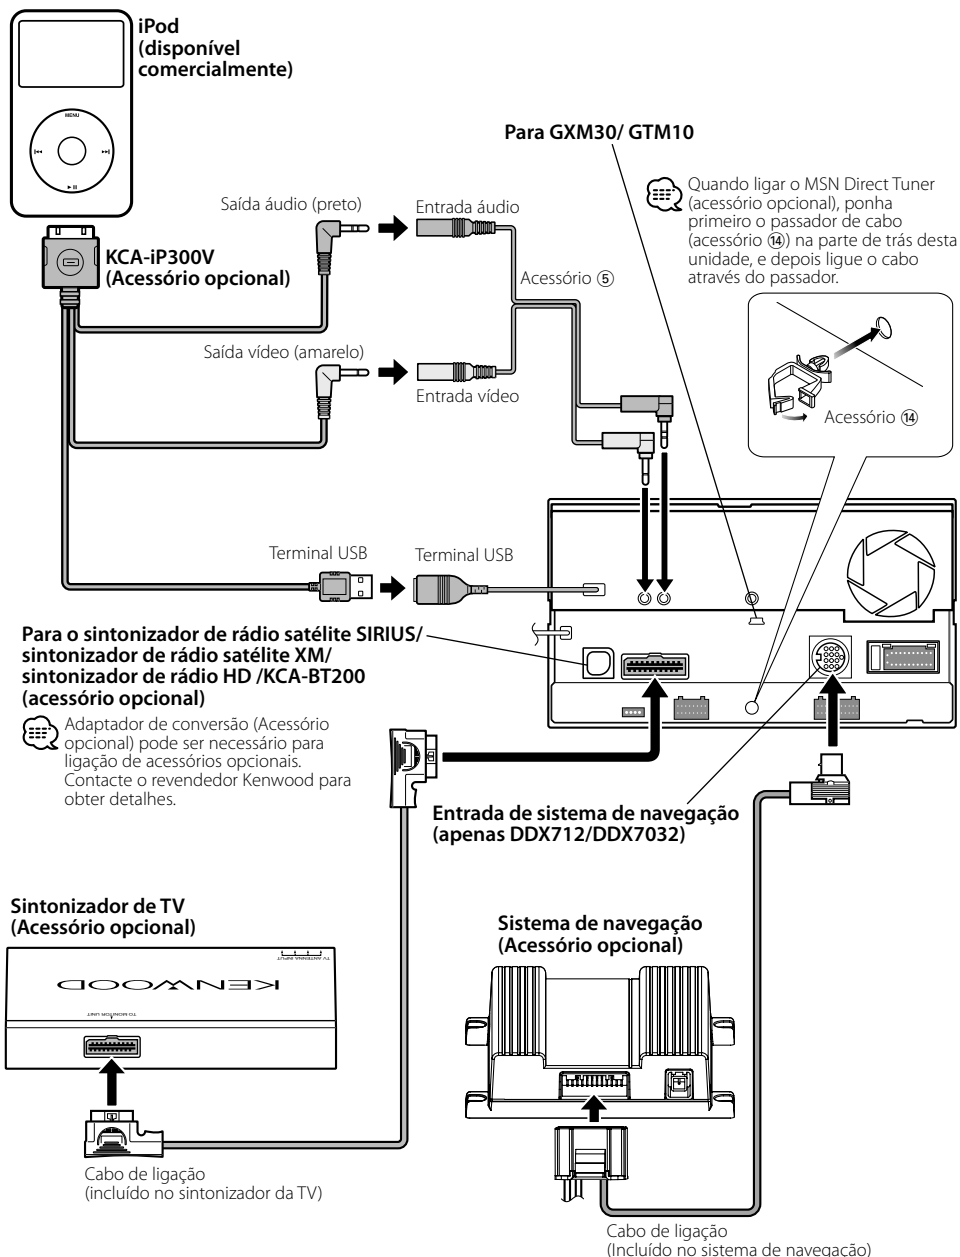 iPod
(disponível
comercialmente)
MENU
Para GXM30/ GTM10
Quando ligar o MSN Direct Tuner
(acessório opcional), ponha
primeiro o passador de cabo
(acessório ⑭) na parte de trás desta
unidade, e depois ligue o cabo
através do passador.
Saída áudio (preto)
Entrada áudio
KCA-iP300V
(Acessório opcional)
Acessório ⑤
Saída vídeo (amarelo)
Entrada vídeo
Acessório ⑭
Terminal USB
Terminal USB
Para o sintonizador de rádio satélite SIRIUS/
sintonizador de rádio satélite XM/
sintonizador de rádio HD /KCA-BT200
(acessório opcional)
Adaptador de conversão (Acessório
opcional) pode ser necessário para
ligação de acessórios opcionais.
Contacte o revendedor Kenwood para
obter detalhes.
Entrada de sistema de navegação
(apenas DDX712/DDX7032)
Sintonizador de TV
(Acessório opcional)
TV ANTENNA INPUT
KENWOOD
TO MONITOR UNIT
Sistema de navegação
(Acessório opcional)
Cabo de ligação
(incluído no sintonizador da TV)
Cabo de ligação
(Incluído no sistema de navegação)